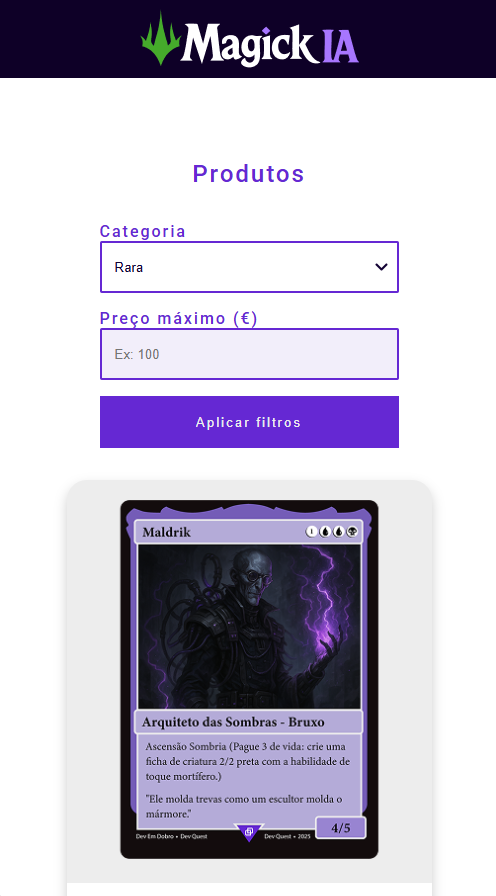 Magick IA
Produtos
Categoria
Rara
Preço máximo (€)
Ex: 100
Aplicar filtros
Maldrik
1
Arquiteto das Sombras - Bruxo
Ascensão Sombria (Pague 3 de vida: crie uma
ficha de criatura 2/2 preta com a habilidade de
toque mortífero.)
"Ele molda trevas como um escultor molda o
mármore."
4/5
Dev Em Dobro • Dev Quest
Dev Quest • 2025